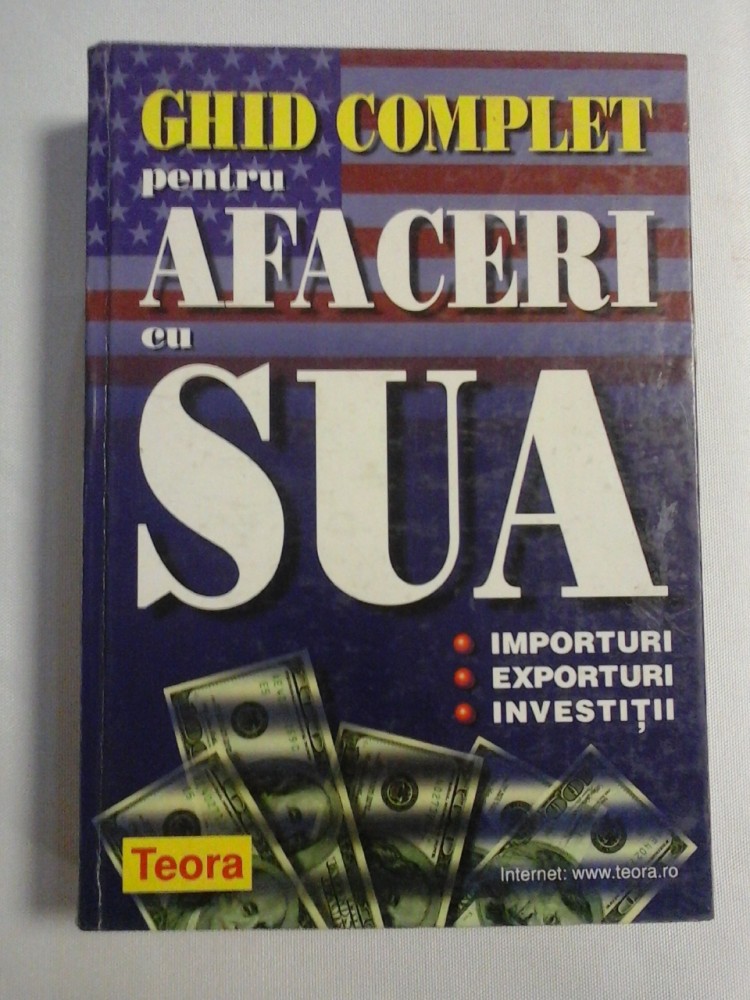 GHID COMPLET
pentru
AFACERI
cu
SUA
IMPORTURI
EXPORTURI
INVESTIȚII
Teora
Internet: www.teora.ro